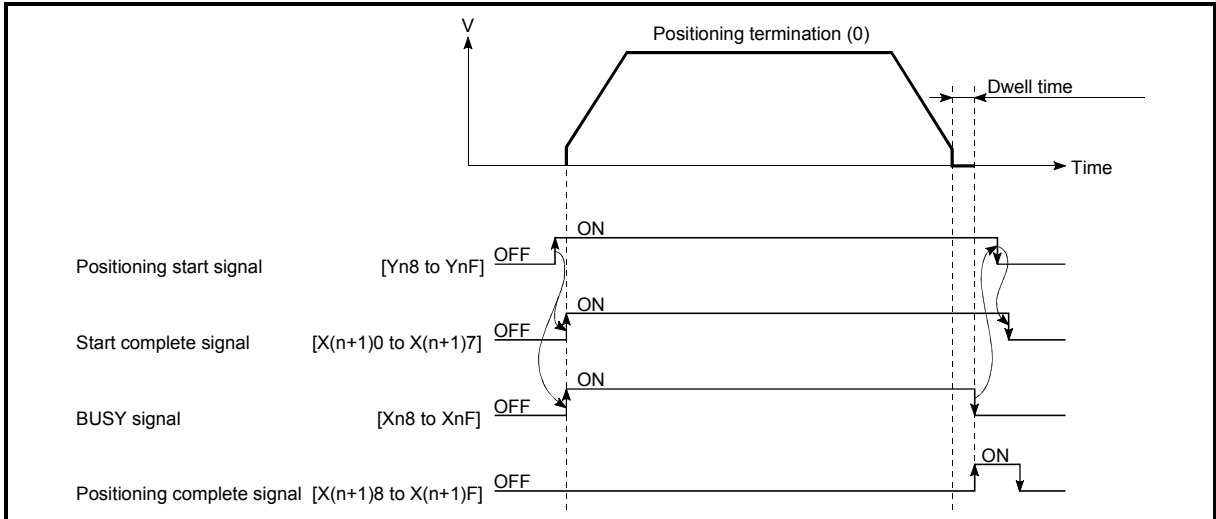 V
Positioning termination (0)
Dwell time
Time
ON
Positioning start signal [Yn8 to YnF] OFF
ON
Start complete signal [X(n+1)0 to X(n+1)7] OFF
ON
BUSY signal [Xn8 to XnF] OFF
ON
Positioning complete signal [X(n+1)8 to X(n+1)F] OFF